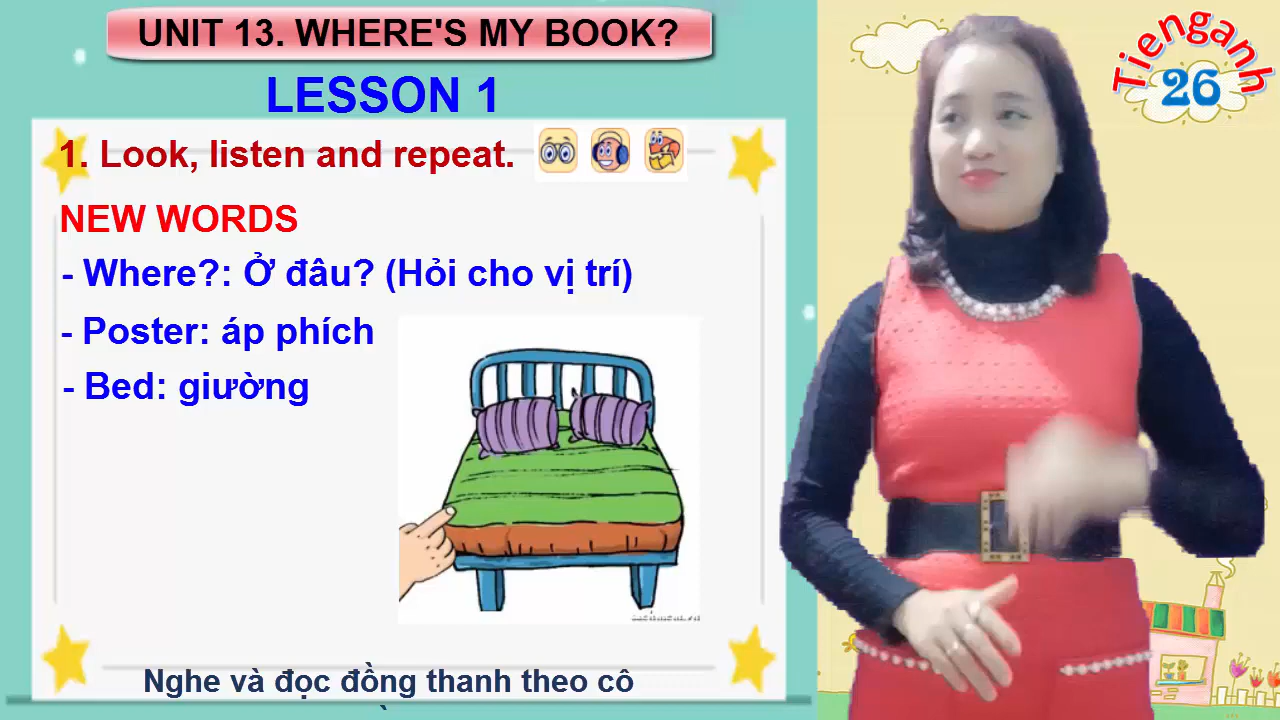 UNIT 13. WHERE'S MY BOOK?
Tienganh
26
LESSON 1
1. Look, listen and repeat.
NEW WORDS
- Where?: Ở đâu? (Hỏi cho vị trí)
- Poster: áp phích
- Bed: giường
Nghe và đọc đồng thanh theo cô